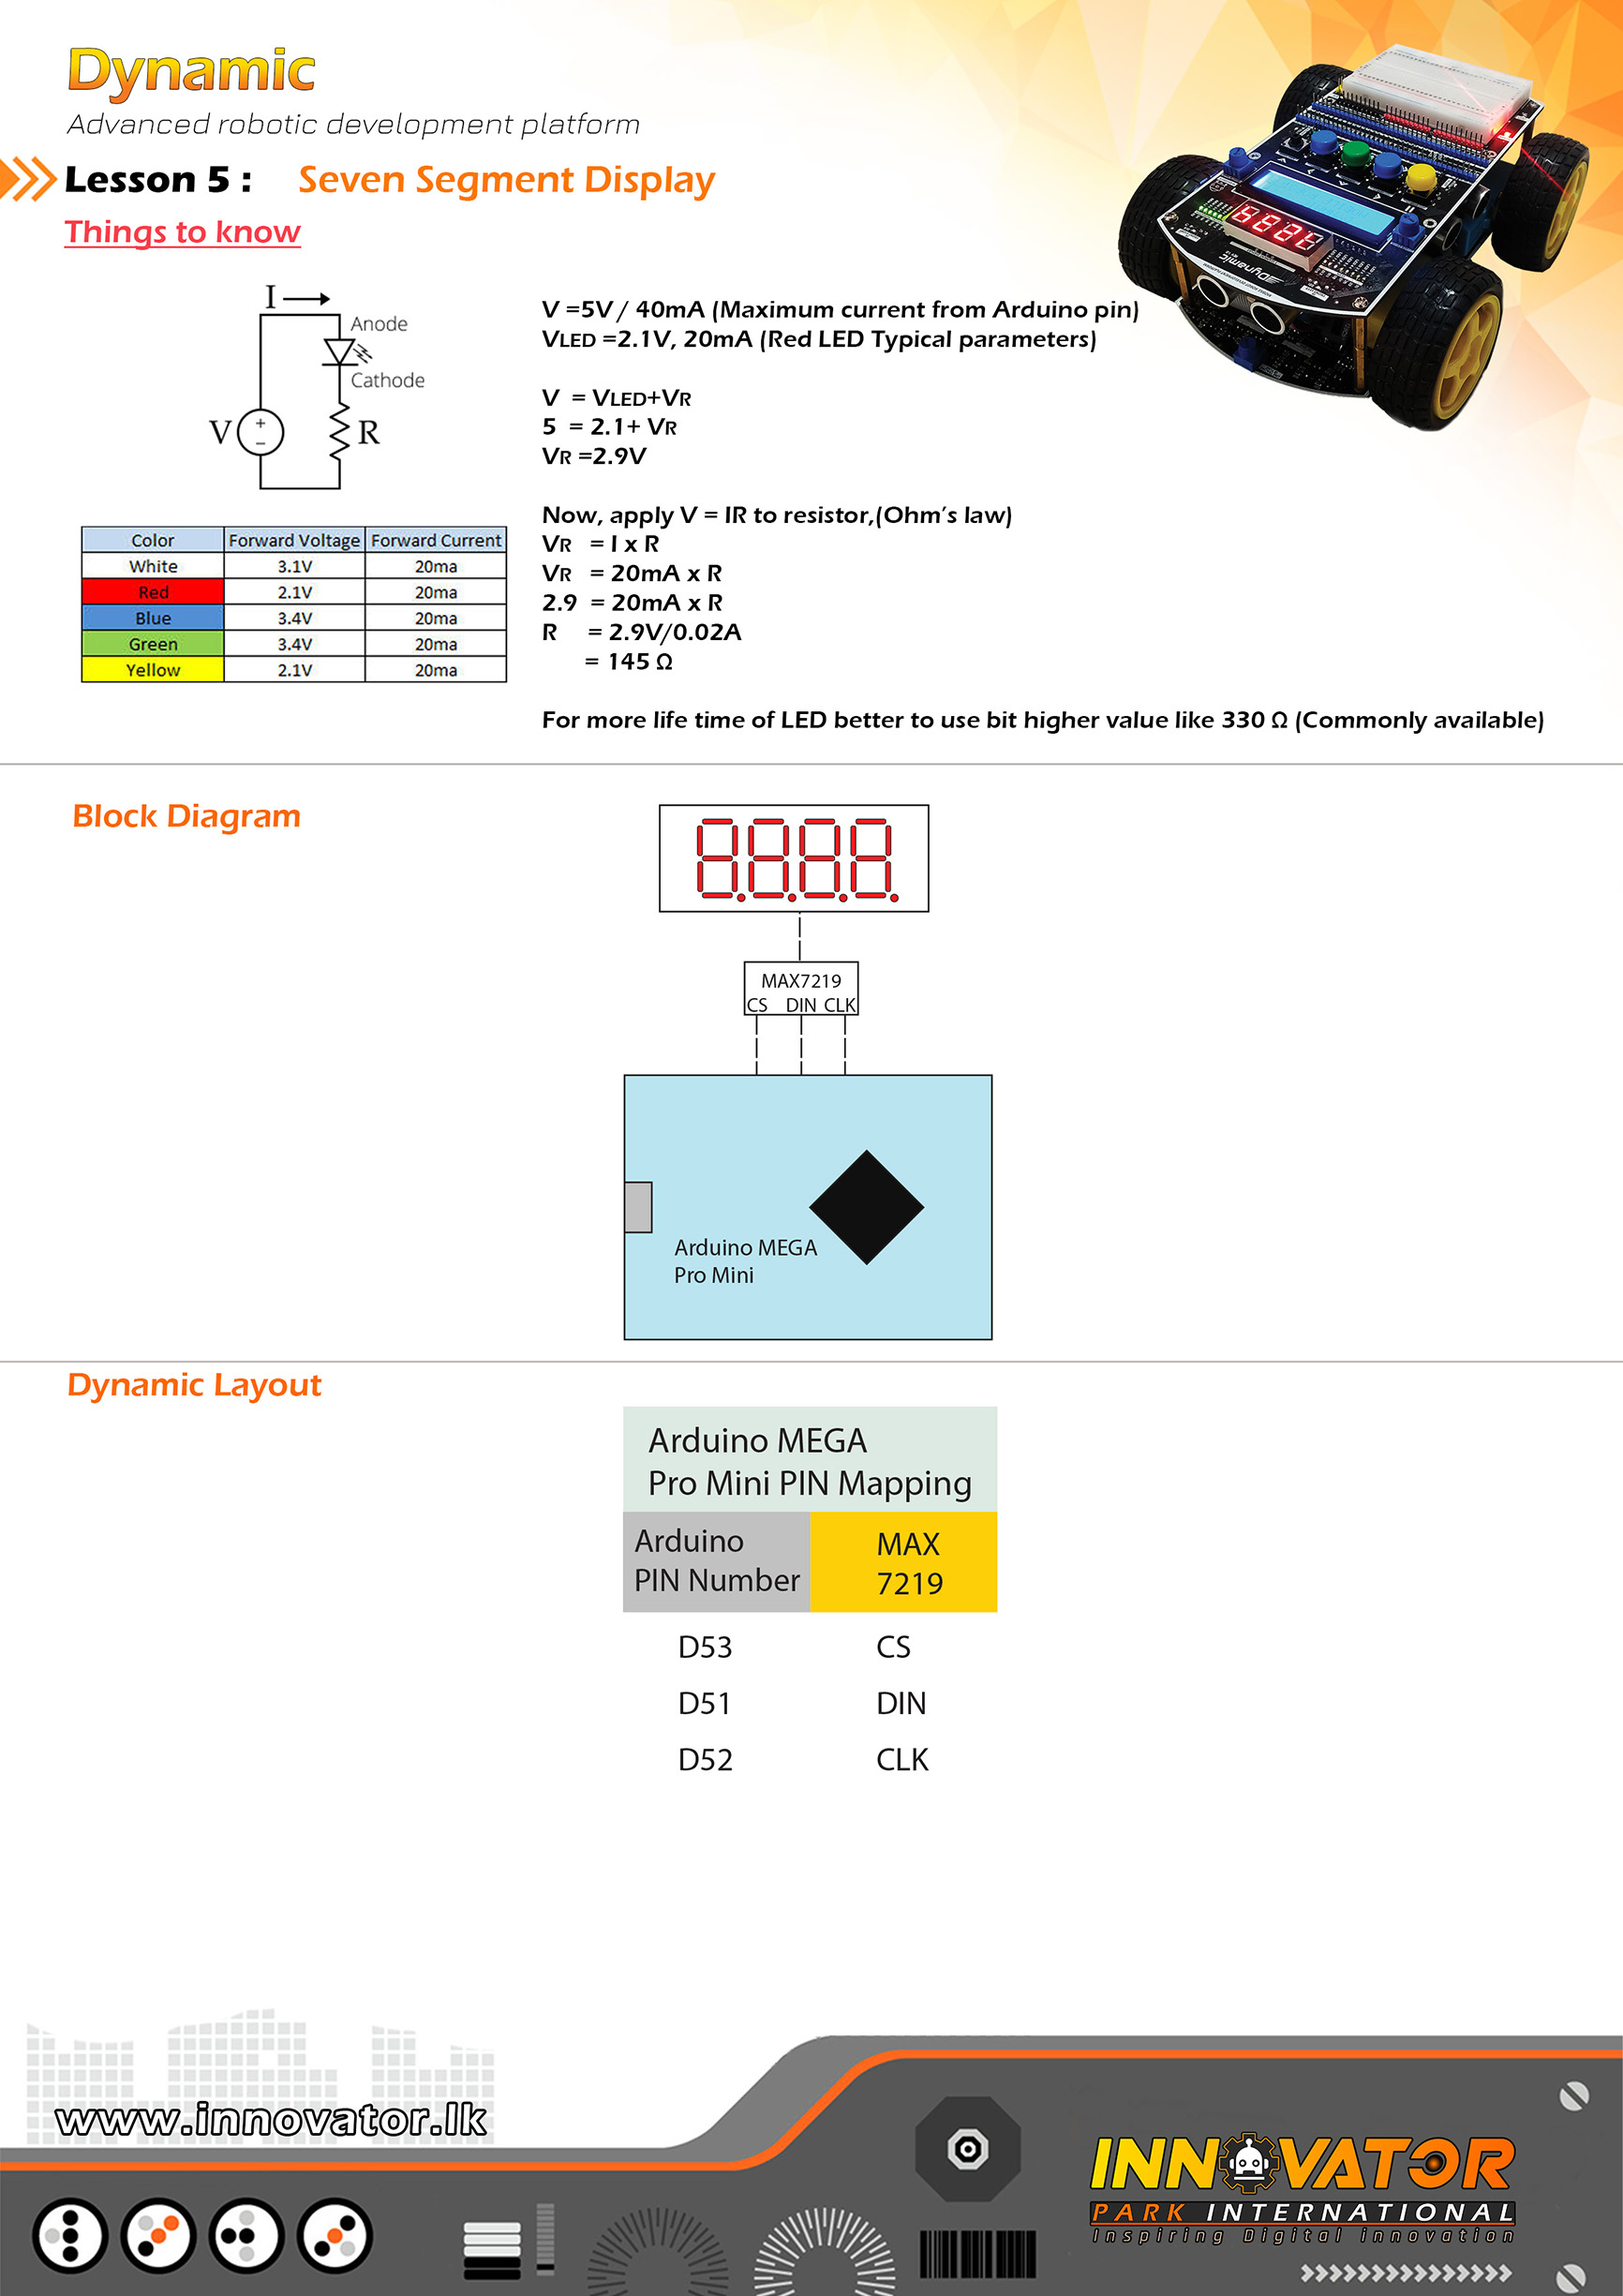 Dynamic
Advanced robotic development platform
Lesson 5 : Seven Segment Display
Things to know
I
Anode
Cathode
V
+
−
R
V =5V / 40mA (Maximum current from Arduino pin)
VLED =2.1V, 20mA (Red LED Typical parameters)
V = VLED+VR
5 = 2.1+ VR
VR =2.9V
Now, apply V = IR to resistor,(Ohm's law)
VR = I x R
VR = 20mA x R
2.9 = 20mA x R
R = 2.9V/0.02A
= 145 Ω
For more life time of LED better to use bit higher value like 330 Ω (Commonly available)
Color Forward Voltage Forward Current
White 3.1V 20ma
Red 2.1V 20ma
Blue 3.4V 20ma
Green 3.4V 20ma
Yellow 2.1V 20ma
Block Diagram
8.8.8.8.
MAX7219
CS DIN CLK
Arduino MEGA
Pro Mini
Dynamic Layout
Arduino MEGA
Pro Mini PIN Mapping
Arduino
PIN Number
MAX
7219
D53 CS
D51 DIN
D52 CLK
www.innovator.lk
INNOVATOR
PARK INTERNATIONAL
Inspiring Digital innovation